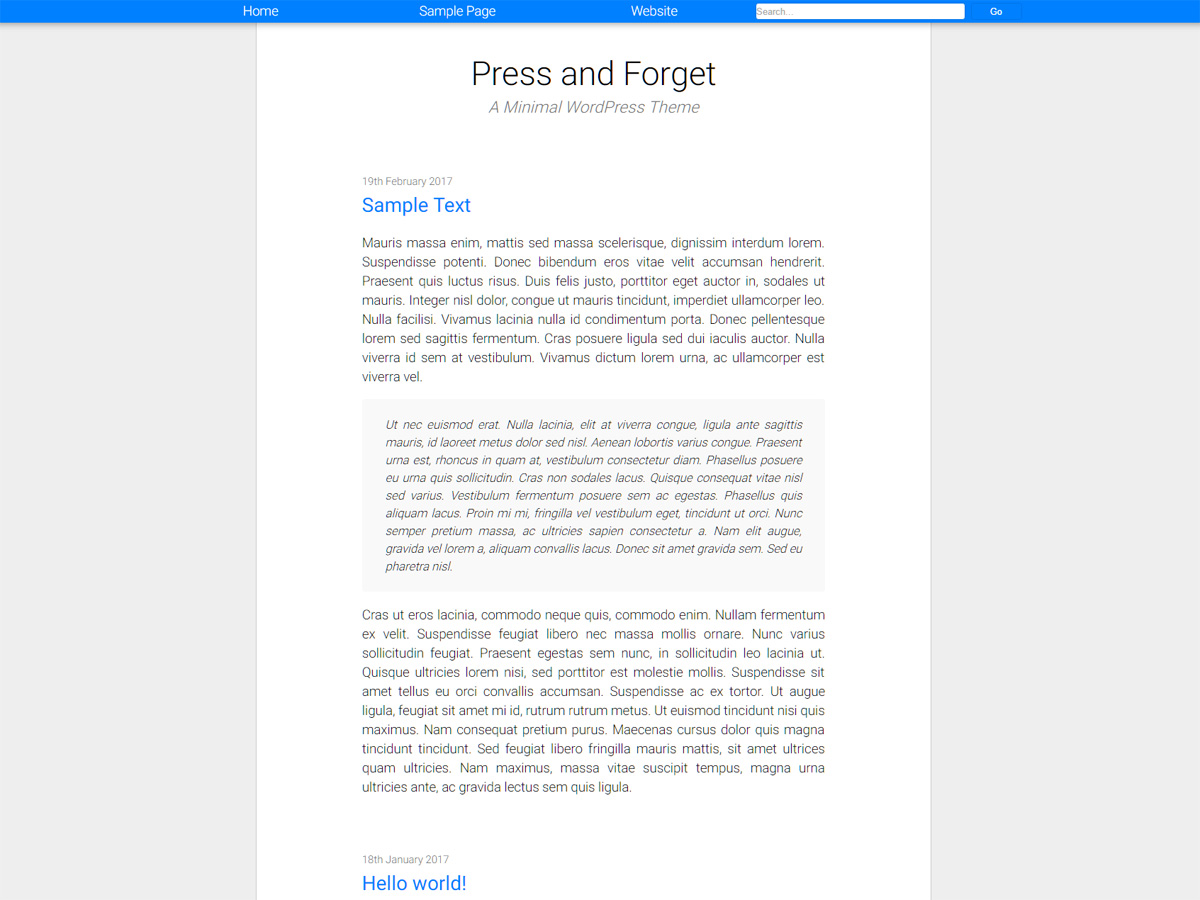 Home Sample Page Website Search... Go
Press and Forget
A Minimal WordPress Theme
19th February 2017
Sample Text
Mauris massa enim, mattis sed massa scelerisque, dignissim interdum lorem.
Suspendisse potenti. Donec bibendum eros vitae velit accumsan hendrerit.
Praesent quis luctus risus. Duis felis justo, porttitor eget auctor in, sodales ut
mauris. Integer nisl dolor, congue ut mauris tincidunt, imperdiet ullamcorper leo.
Nulla facilisi. Vivamus lacinia nulla id condimentum porta. Donec pellentesque
lorem sed sagittis fermentum. Cras posuere ligula sed dui iaculis auctor. Nulla
viverra id sem at vestibulum. Vivamus dictum lorem urna, ac ullamcorper est
viverra vel.
Ut nec euismod erat. Nulla lacinia, elit at viverra congue, ligula ante sagittis
mauris, id laoreet metus dolor sed nisl. Aenean lobortis varius congue. Praesent
urna est, rhoncus in quam at, vestibulum consectetur diam. Phasellus posuere
eu urna quis sollicitudin. Cras non sodales lacus. Quisque consequat vitae nisl
sed varius. Vestibulum fermentum posuere sem ac egestas. Phasellus quis
aliquam lacus. Proin mi mi, fringilla vel vestibulum eget, tincidunt ut orci. Nunc
semper pretium massa, ac ultricies sapien consectetur a. Nam elit augue,
gravida vel lorem a, aliquam convallis lacus. Donec sit amet gravida sem. Sed eu
pharetra nisl.
Cras ut eros lacinia, commodo neque quis, commodo enim. Nullam fermentum
ex velit. Suspendisse feugiat libero nec massa mollis ornare. Nunc varius
sollicitudin feugiat. Praesent egestas sem nunc, in sollicitudin leo lacinia ut.
Quisque ultricies lorem nisi, sed porttitor est molestie mollis. Suspendisse sit
amet tellus eu orci convallis accumsan. Suspendisse ac ex tortor. Ut augue
ligula, feugiat sit amet mi id, rutrum rutrum metus. Ut euismod tincidunt nisi quis
maximus. Nam consequat pretium purus. Maecenas cursus dolor quis magna
tincidunt tincidunt. Sed feugiat libero fringilla mauris mattis, sit amet ultrices
quam ultricies. Nam maximus, massa vitae suscipit tempus, magna urna
ultricies ante, ac gravida lectus sem quis ligula.
18th January 2017
Hello world!